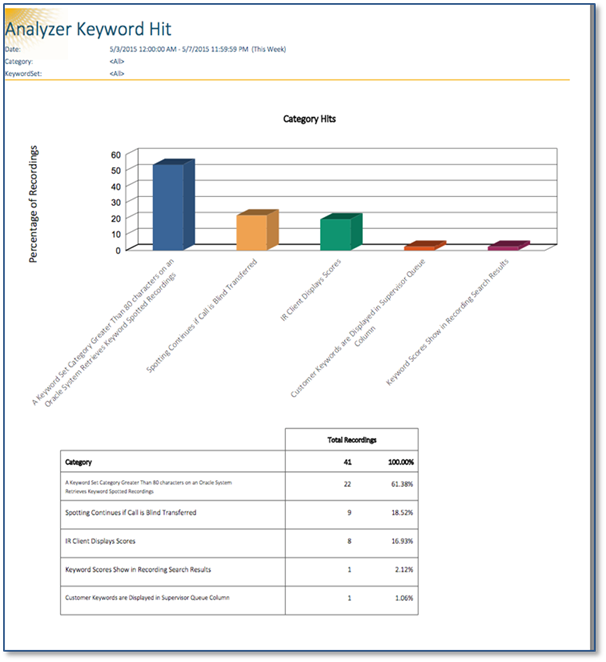 Analyzer Keyword Hit
Date: 5/3/2015 12:00:00 AM - 5/7/2015 11:59:59 PM (This Week)
Category: <All>
KeywordSet: <All>
Category Hits
Percentage of Recordings
60
50
40
30
20
10
0
A Keyword Set Category Greater Than 80 characters on an
Oracle System Retrieves Keyword Spotted Recordings
Spotting Continues if Call is Blind Transferred
IR Client Displays Scores
Customer Keywords are Displayed in Supervisor Queue
Column
Keyword Scores Show in Recording Search Results
Total Recordings
Category 41 100.00%
A Keyword Set Category Greater Than 80 characters on an Oracle System
Retrieves Keyword Spotted Recordings
22 61.38%
Spotting Continues if Call is Blind Transferred 9 18.52%
IR Client Displays Scores 8 16.93%
Keyword Scores Show in Recording Search Results 1 2.12%
Customer Keywords are Displayed in Supervisor Queue Column 1 1.06%